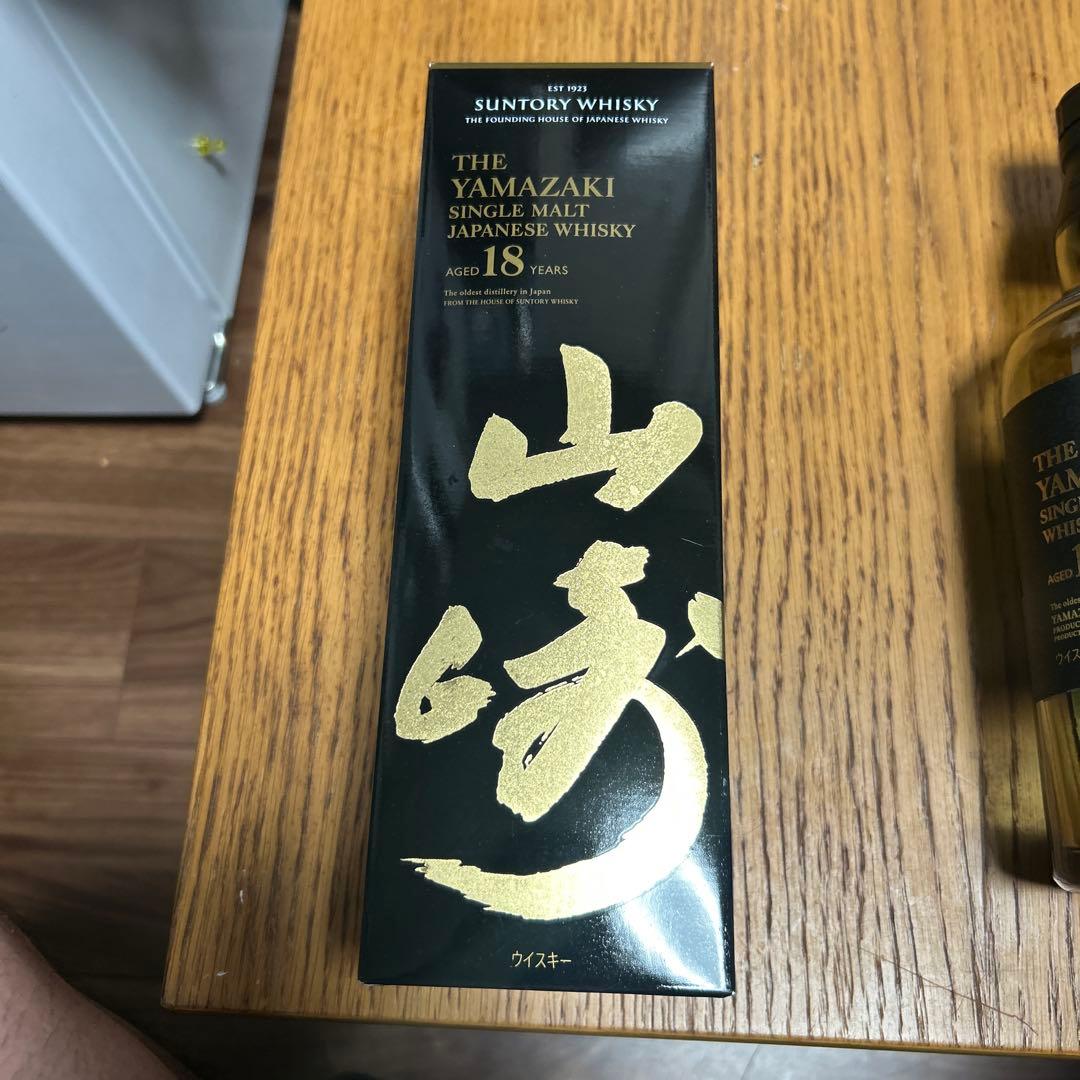 EST 1923
SUNTORY WHISKY
THE FOUNDING HOUSE OF JAPANESE WHISKY
THE
YAMAZAKI
SINGLE MALT
JAPANESE WHISKY
AGED 18 YEARS
The oldest distillery in Japan
FROM THE HOUSE OF SUNTORY WHISKY
山
崎
ウイスキー
THE
AGED